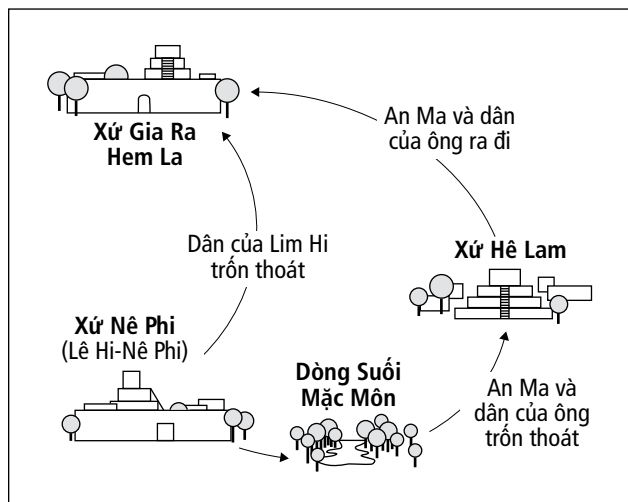 Xứ Gia Ra
Hem La
An Ma và dân
của ông ra đi
Dân của Lim Hi
trốn thoát
Xứ Hê Lam
Xứ Nê Phi
(Lê Hi-Nê Phi)
Dòng Suối
Mặc Môn
An Ma và
dân của ông
trốn thoát